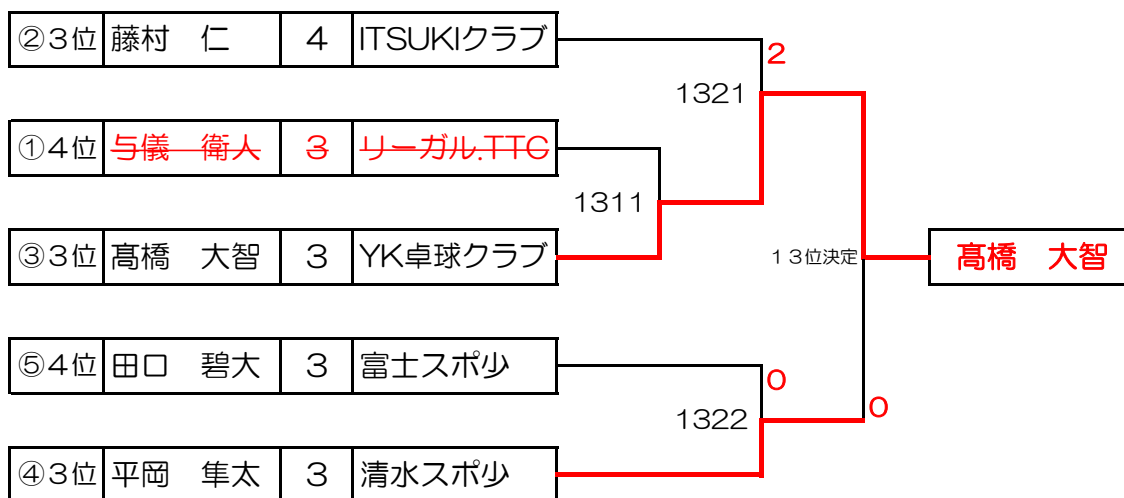 ②3位 藤村 仁 4 ITSUKIクラブ
2
1321
①4位 与儀 衛人 3 リーガル.TTC
1311
③3位 髙橋 大智 3 YK卓球クラブ
13位決定
髙橋 大智
⑤4位 田口 碧大 3 富士スポ少
0
0
1322
④3位 平岡 隼太 3 清水スポ少